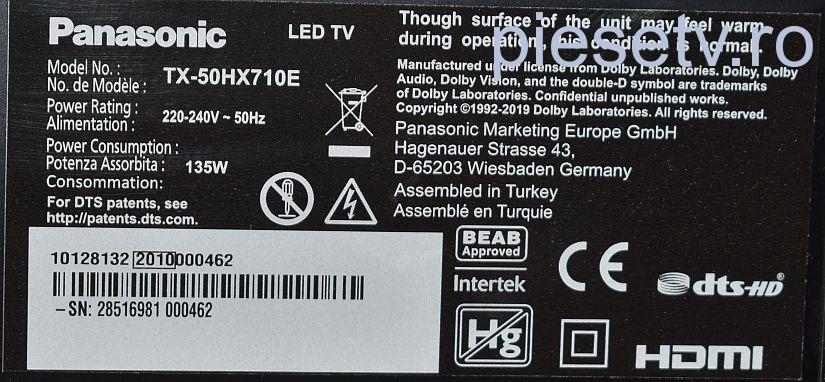 Panasonic
LED TV
Model No. :
No. de Modèle :
TX-50HX710E
Power Rating :
Alimentation :
220-240V ~ 50Hz
Power Consumption :
Potenza Assorbita :
Consommation:
135W
For DTS patents, see
http://patents.dts.com.
Though surface of the unit may feel warm
during operation, this condition is normal.
piesetv.ro
Manufactured under license from Dolby Laboratories. Dolby, Dolby
Audio, Dolby Vision, and the double-D symbol are trademarks
of Dolby Laboratories. Confidential unpublished works.
Copyright ©1992-2019 Dolby Laboratories. All rights reserved.
Panasonic Marketing Europe GmbH
Hagenauer Strasse 43,
D-65203 Wiesbaden Germany
Assembled in Turkey
Assemblé en Turquie
10128132 2010000462
–SN: 28516981 000462
BEAB
Approved
Intertek
CE
dts-HD®
Hg
HDMI